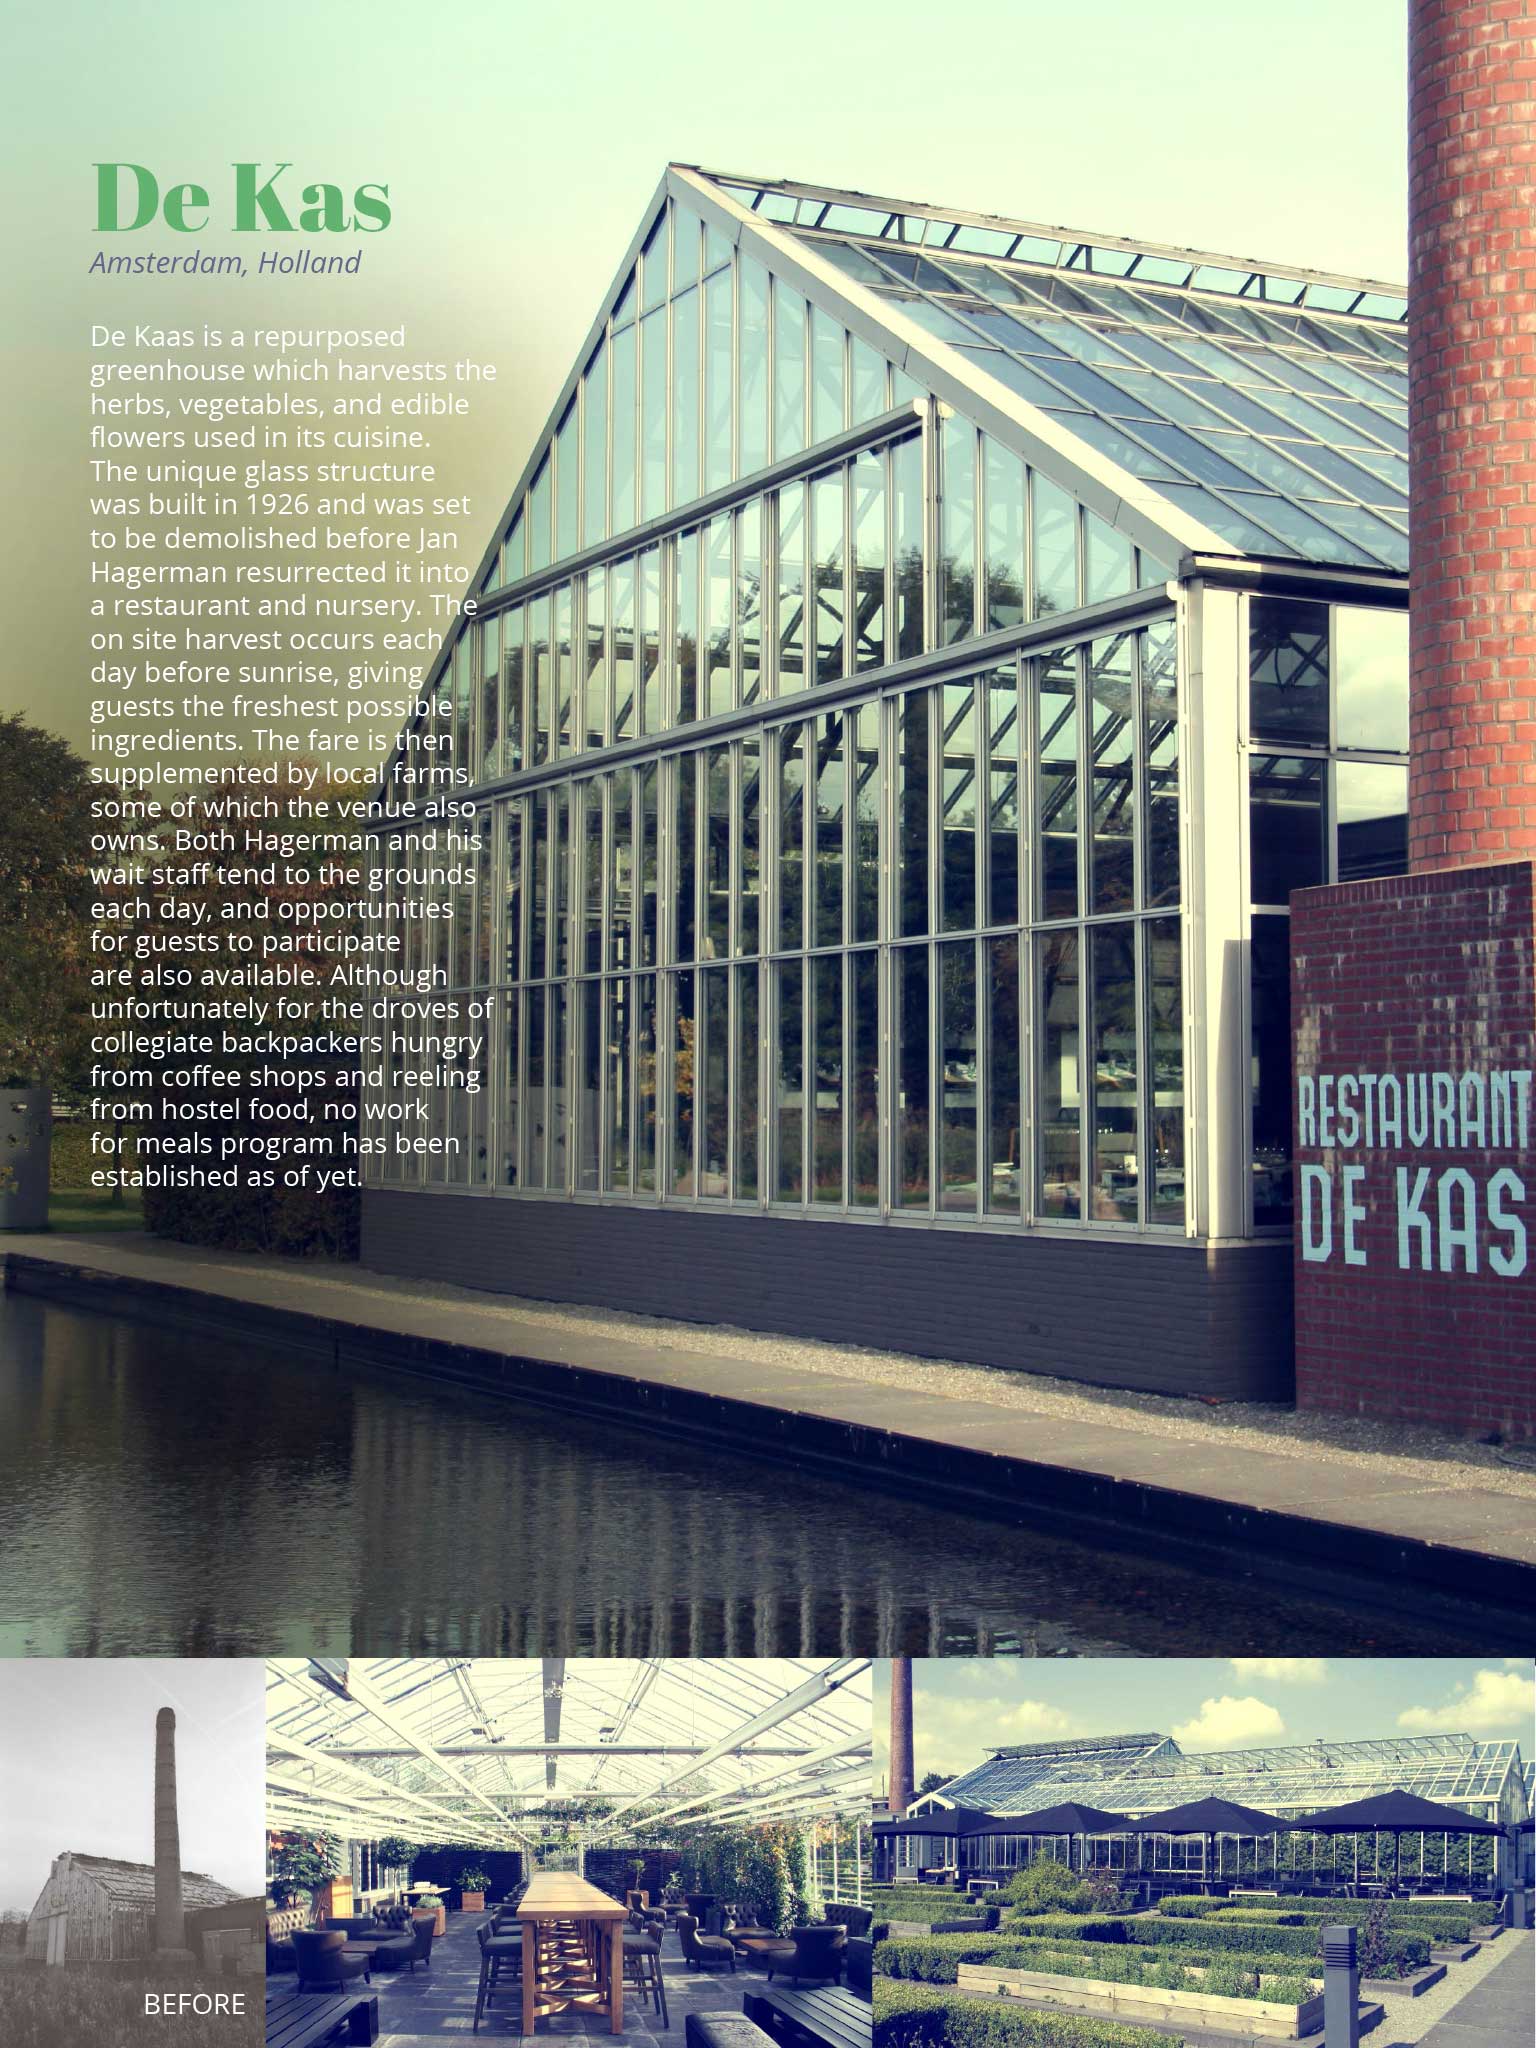 De Kas
Amsterdam, Holland
De Kaas is a repurposed
greenhouse which harvests the
herbs, vegetables, and edible
flowers used in its cuisine.
The unique glass structure
was built in 1926 and was set
to be demolished before Jan
Hagerman resurrected it into
a restaurant and nursery. The
on site harvest occurs each
day before sunrise, giving
guests the freshest possible
ingredients. The fare is then
supplemented by local farms,
some of which the venue also
owns. Both Hagerman and his
wait staff tend to the grounds
each day, and opportunities
for guests to participate
are also available. Although
unfortunately for the droves of
collegiate backpackers hungry
from coffee shops and reeling
from hostel food, no work
for meals program has been
established as of yet.
RESTAURANT
DE KAS
BEFORE